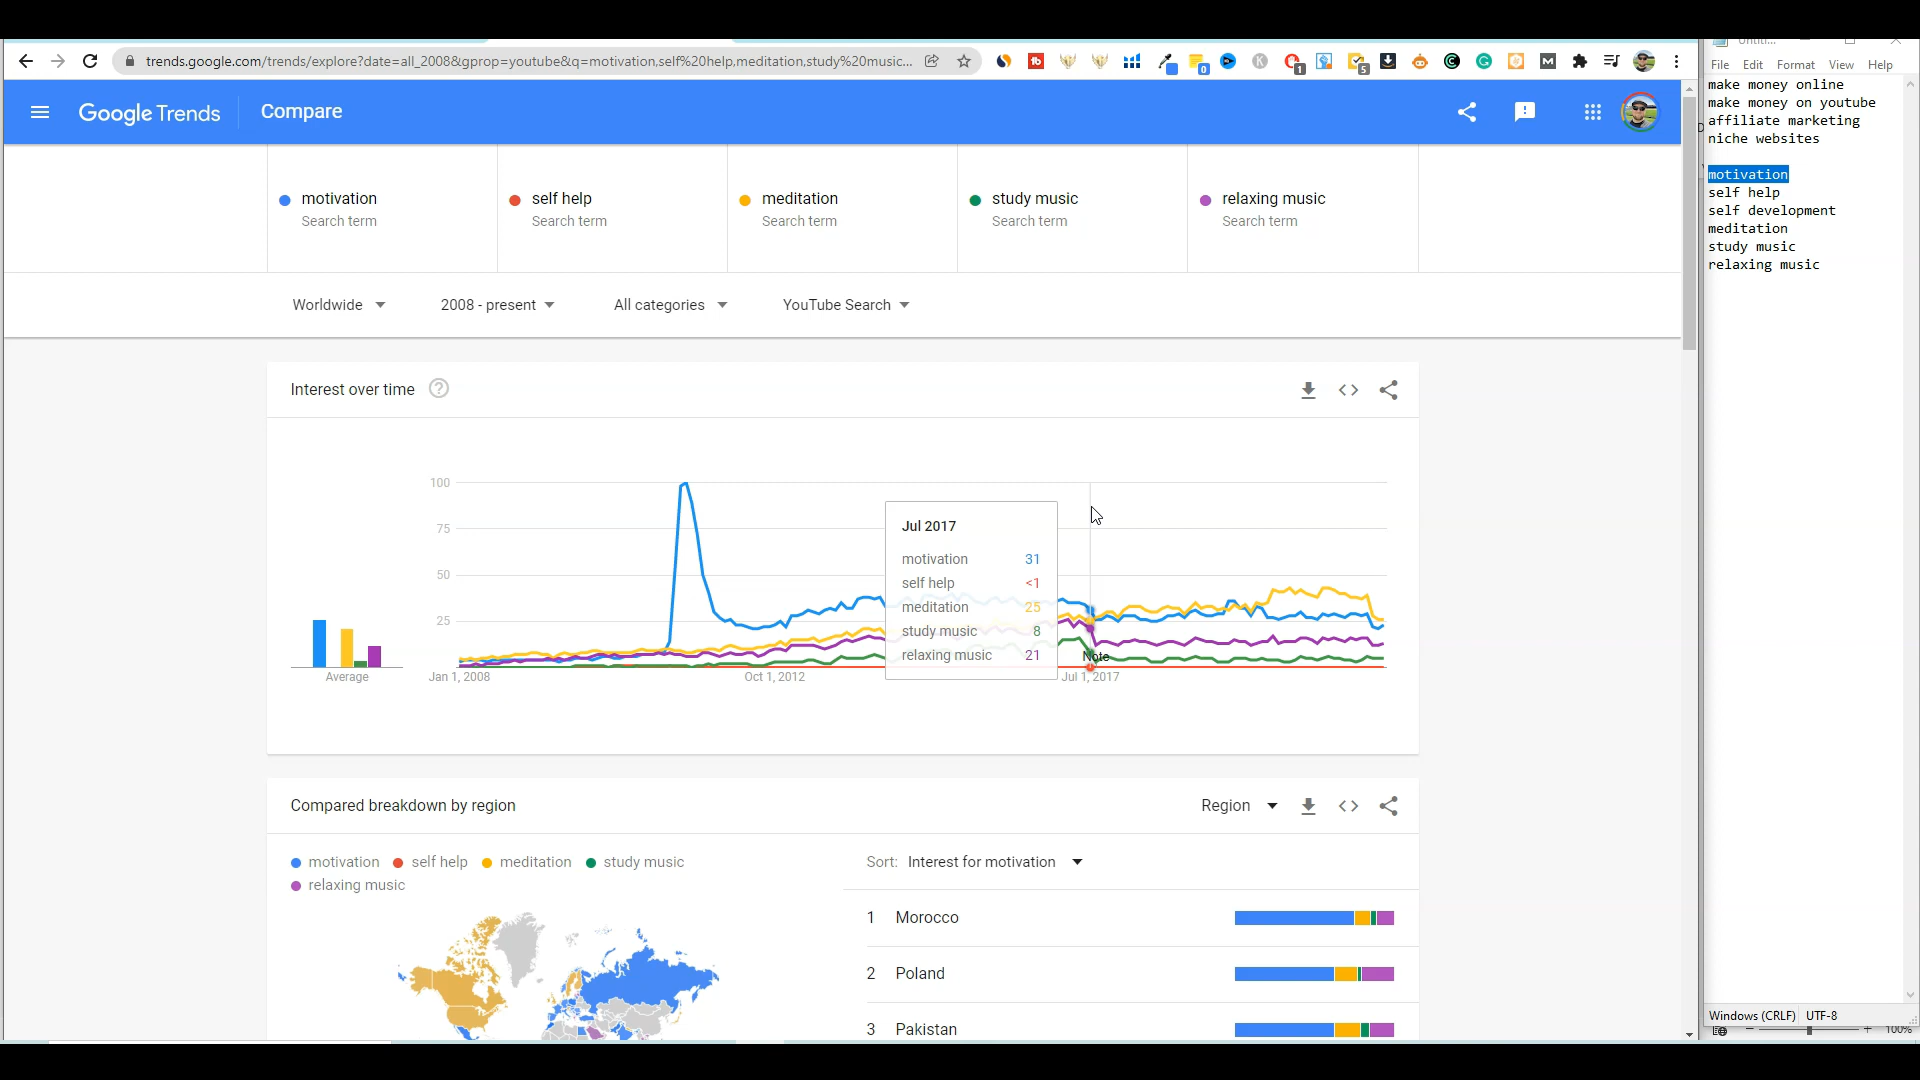 trends.google.com/trends/explore?date=all_2008&gprop=youtube&q=motivation,self%20help,meditation,study%20music...
Google Trends
Compare
motivation
Search term
self help
Search term
meditation
Search term
study music
Search term
relaxing music
Search term
Worldwide
2008 - present
All categories
YouTube Search
Interest over time
100
75
50
25
Average
Jan 1, 2008
Oct 1, 2012
Jul 1, 2017
Note
Jul 2017
motivation 31
self help <1
meditation 25
study music 8
relaxing music 21
Compared breakdown by region
Region
motivation
self help
meditation
study music
relaxing music
Sort: Interest for motivation
1 Morocco
2 Poland
3 Pakistan
File Edit Format View Help
make money online
make money on youtube
affiliate marketing
niche websites
motivation
self help
self development
meditation
study music
relaxing music
Windows (CRLF) UTF-8
100%